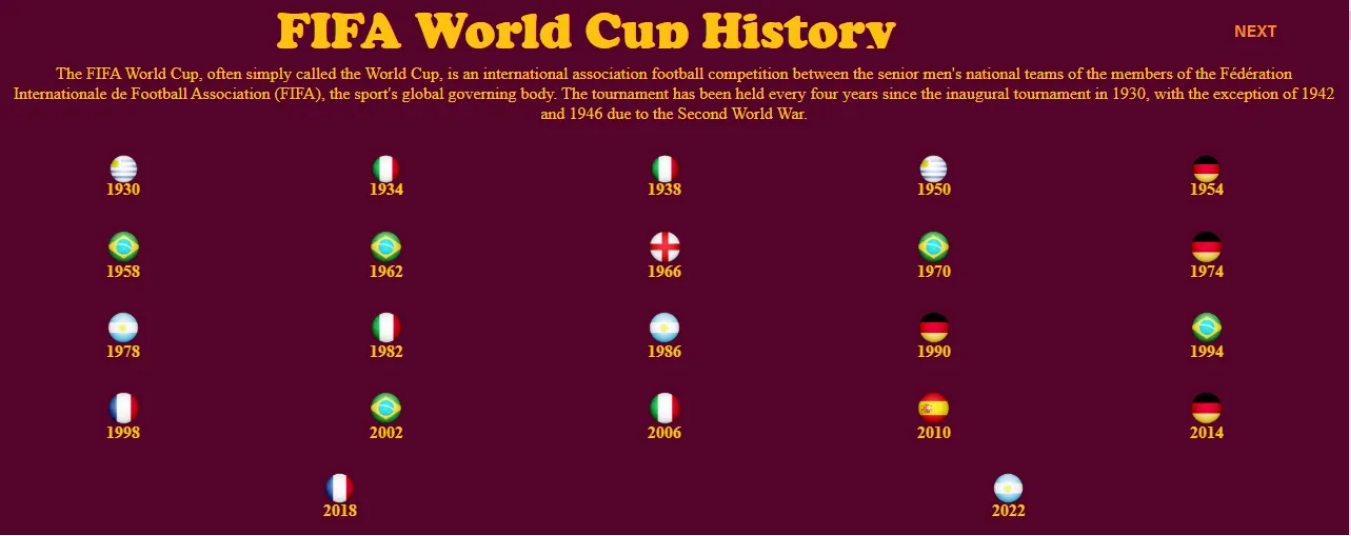 FIFA World Cup History
NEXT
The FIFA World Cup, often simply called the World Cup, is an international association football competition between the senior men's national teams of the members of the Fédération
Internationale de Football Association (FIFA), the sport's global governing body. The tournament has been held every four years since the inaugural tournament in 1930, with the exception of 1942
and 1946 due to the Second World War.
1930 1934 1938 1950 1954
1958 1962 1966 1970 1974
1978 1982 1986 1990 1994
1998 2002 2006 2010 2014
2018 2022